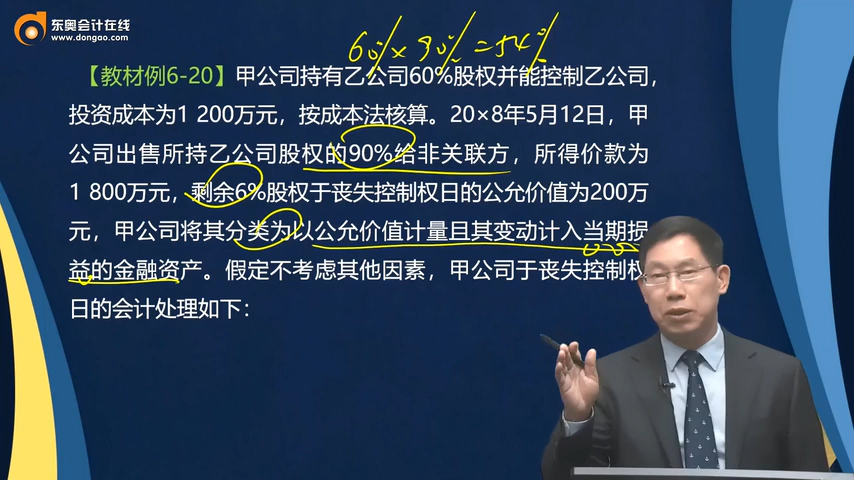 东奥会计在线
www.dongao.com
60%×90%=54%
【教材例6-20】甲公司持有乙公司60%股权并能控制乙公司，
投资成本为1 200万元，按成本法核算。20×8年5月12日，甲
公司出售所持乙公司股权的90%给非关联方，所得价款为
1 800万元，剩余6%股权于丧失控制权日的公允价值为200万
元，甲公司将其分类为以公允价值计量且其变动计入当期损
益的金融资产。假定不考虑其他因素，甲公司于丧失控制权
日的会计处理如下：